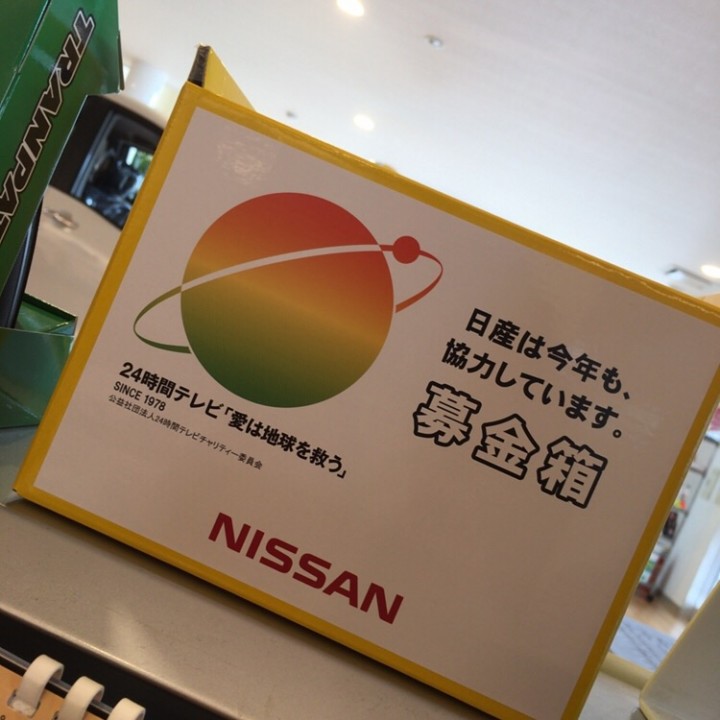 TRANPA
24時間テレビ「愛は地球を救う」
SINCE 1978
公益社団法人24時間テレビチャリティー委員会
日産は今年も、
協力しています。
募金箱
NISSAN